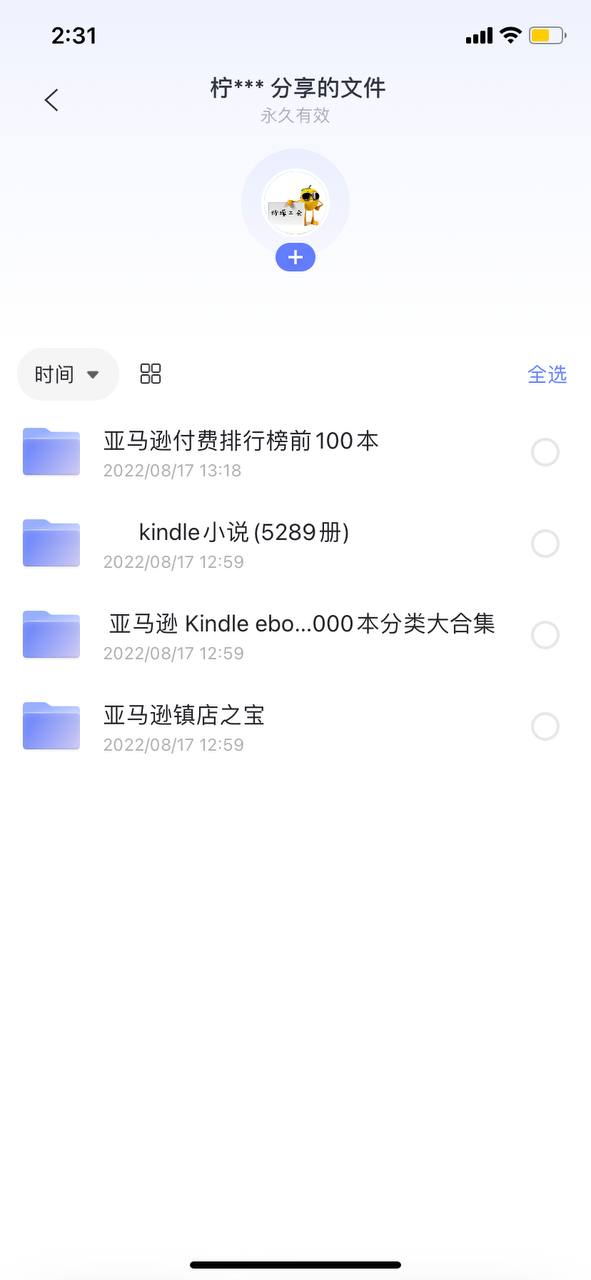 2:31
柠*** 分享的文件
永久有效
时间
全选
亚马逊付费排行榜前100本
2022/08/17 13:18
kindle小说(5289册)
2022/08/17 12:59
亚马逊 Kindle ebo...000本分类大合集
2022/08/17 12:59
亚马逊镇店之宝
2022/08/17 12:59